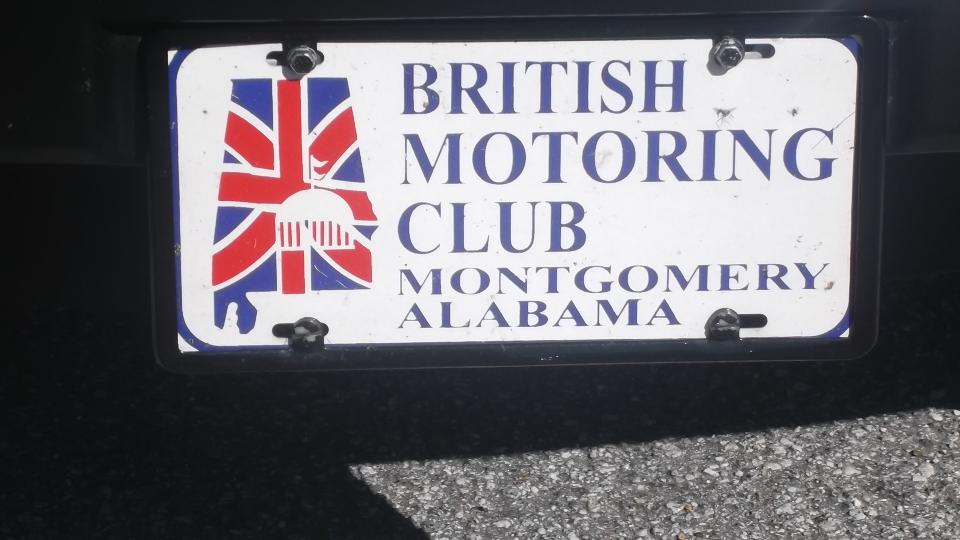 BRITISH
MOTORING
CLUB
MONTGOMERY
ALABAMA